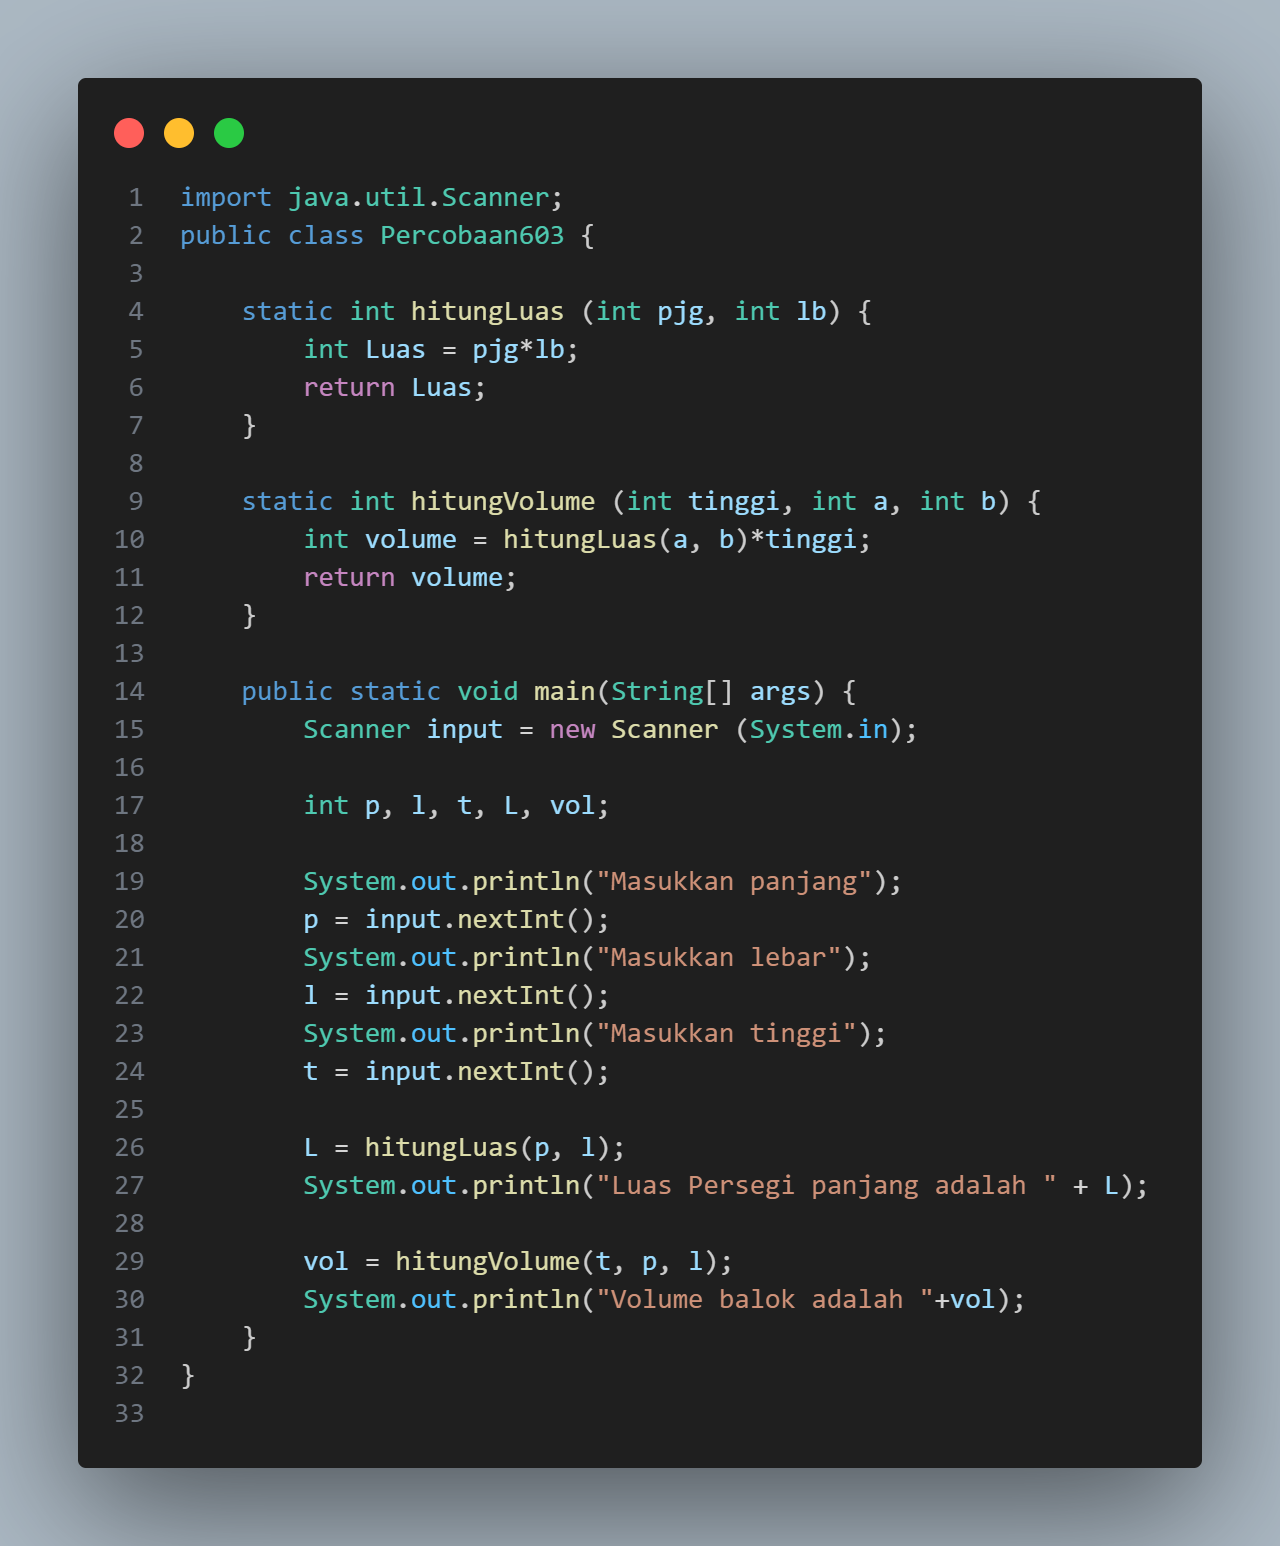 1 import java.util.Scanner;
2 public class Percobaan603 {
3
4     static int hitungLuas (int pjg, int lb) {
5         int Luas = pjg*lb;
6         return Luas;
7     }
8
9     static int hitungVolume (int tinggi, int a, int b) {
10         int volume = hitungLuas(a, b)*tinggi;
11         return volume;
12     }
13
14     public static void main(String[] args) {
15         Scanner input = new Scanner (System.in);
16
17         int p, l, t, L, vol;
18
19         System.out.println("Masukkan panjang");
20         p = input.nextInt();
21         System.out.println("Masukkan lebar");
22         l = input.nextInt();
23         System.out.println("Masukkan tinggi");
24         t = input.nextInt();
25
26         L = hitungLuas(p, l);
27         System.out.println("Luas Persegi panjang adalah " + L);
28
29         vol = hitungVolume(t, p, l);
30         System.out.println("Volume balok adalah "+vol);
31     }
32 }
33